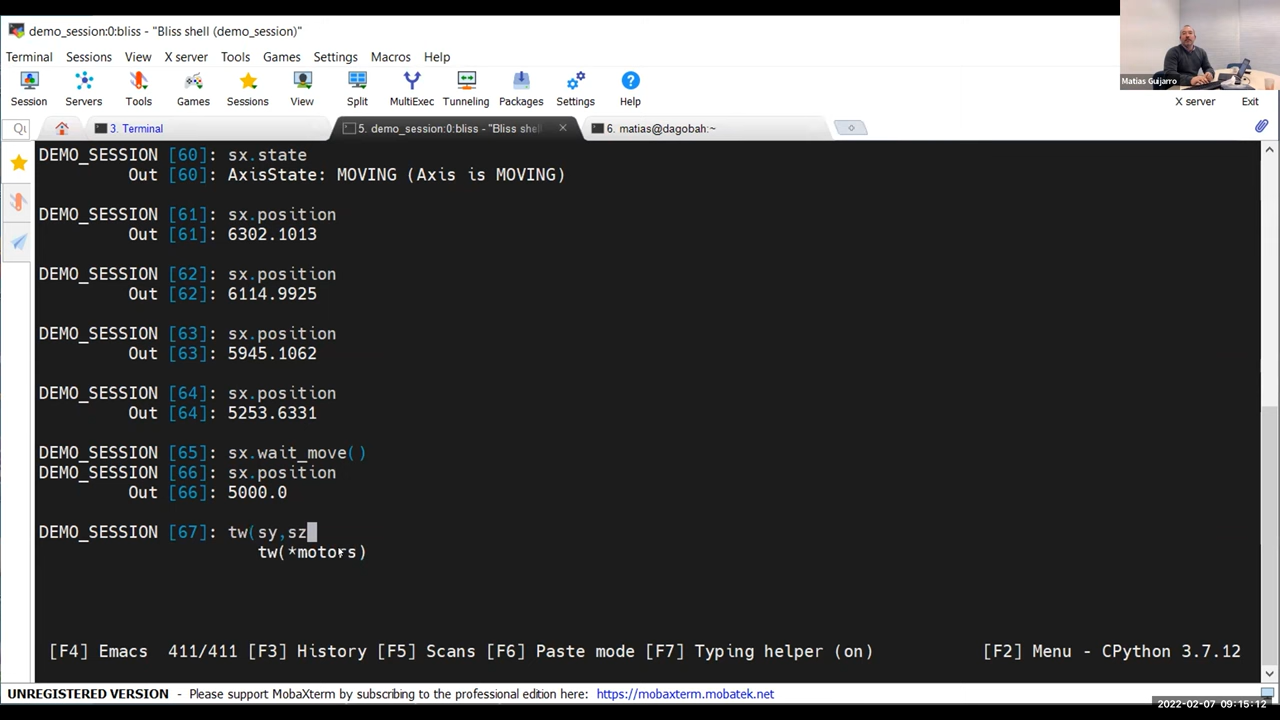 demo_session:0:bliss - "Bliss shell (demo_session)"
Terminal Sessions View X server Tools Games Settings Macros Help
Session Servers Tools Games Sessions View Split MultiExec Tunneling Packages Settings Help X server Exit
Matias Guijarro
3. Terminal 5. demo_session:0:bliss - "Bliss shell 6. matias@dagobah:~
DEMO_SESSION [60]: sx.state
Out [60]: AxisState: MOVING (Axis is MOVING)
DEMO_SESSION [61]: sx.position
Out [61]: 6302.1013
DEMO_SESSION [62]: sx.position
Out [62]: 6114.9925
DEMO_SESSION [63]: sx.position
Out [63]: 5945.1062
DEMO_SESSION [64]: sx.position
Out [64]: 5253.6331
DEMO_SESSION [65]: sx.wait_move()
DEMO_SESSION [66]: sx.position
Out [66]: 5000.0
DEMO_SESSION [67]: tw(sy,sz
tw(*motors)
[F4] Emacs 411/411 [F3] History [F5] Scans [F6] Paste mode [F7] Typing helper (on) [F2] Menu - CPython 3.7.12
UNREGISTERED VERSION - Please support MobaXterm by subscribing to the professional edition here: https://mobaxterm.mobatek.net
2022-02-07 09:15:12